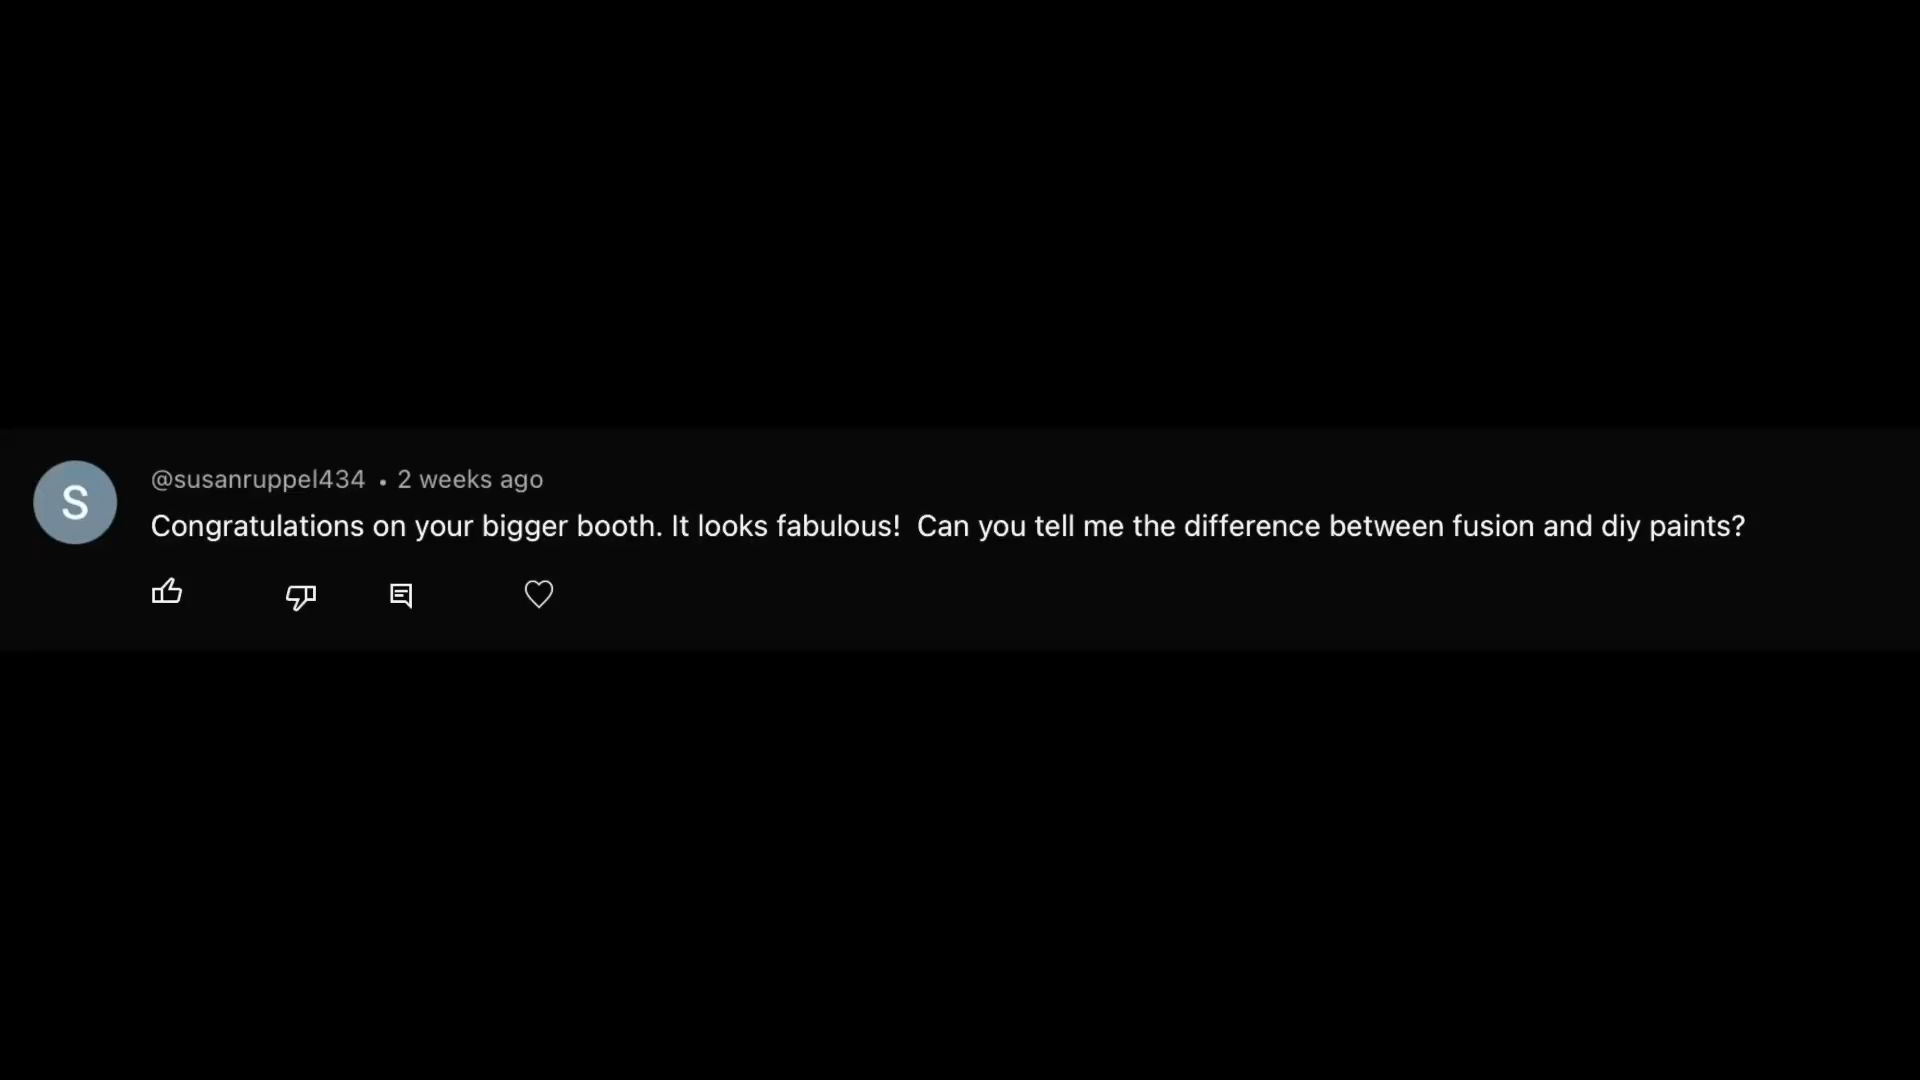 @susanruppel434 • 2 weeks ago
Congratulations on your bigger booth. It looks fabulous!  Can you tell me the difference between fusion and diy paints?
S